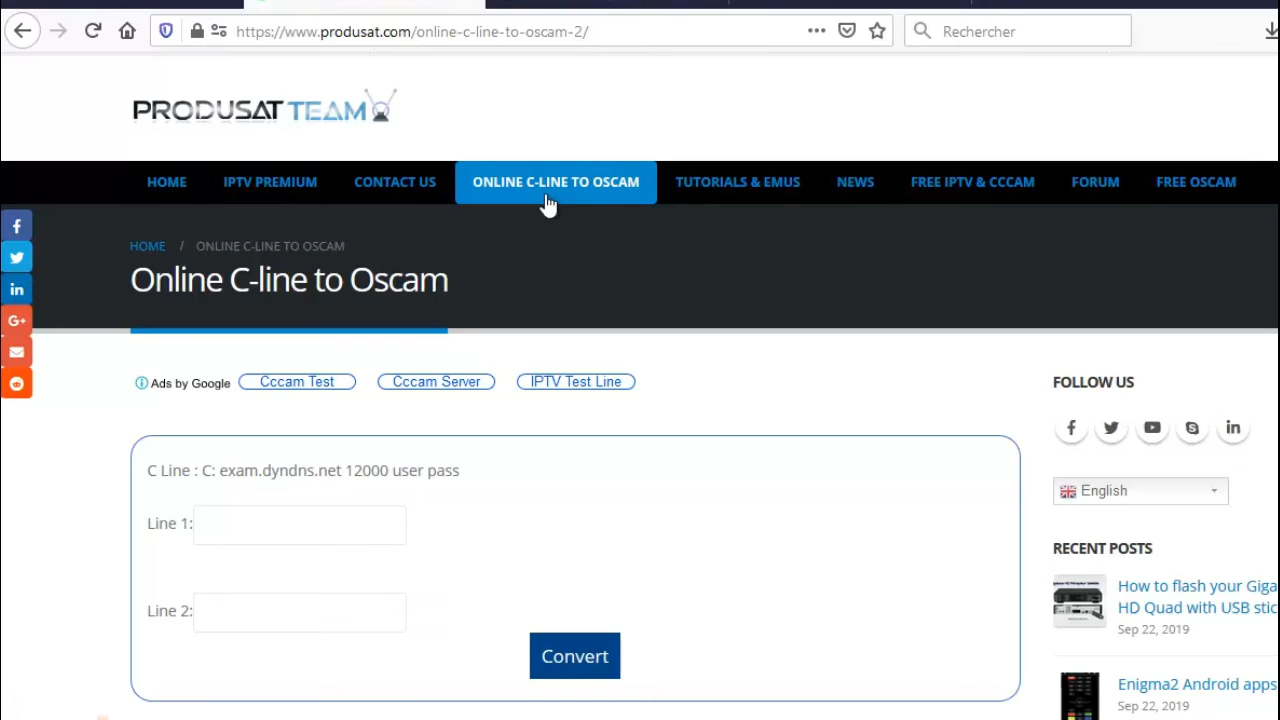 https://www.produsat.com/online-c-line-to-oscam-2/
Rechercher
PRODUSAT TEAM
HOME IPTV PREMIUM CONTACT US ONLINE C-LINE TO OSCAM TUTORIALS & EMUS NEWS FREE IPTV & CCCAM FORUM FREE OSCAM
HOME / ONLINE C-LINE TO OSCAM
Online C-line to Oscam
Ads by Google Cccam Test Cccam Server IPTV Test Line
C Line : C: exam.dyndns.net 12000 user pass
Line 1:
Line 2:
Convert
FOLLOW US
English
RECENT POSTS
How to flash your Giga
HD Quad with USB stic
Sep 22, 2019
Enigma2 Android apps
Sep 22, 2019